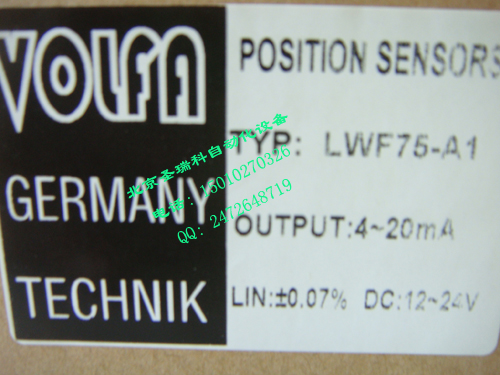 VOLFA
GERMANY
TECHNIK
POSITION SENSORS
TYP: LWF75-A1
OUTPUT:4~20mA
LIN:±0.07% DC:12~24V
北京圣瑞科自动化设备
电话:15010270326
QQ: 2472648719